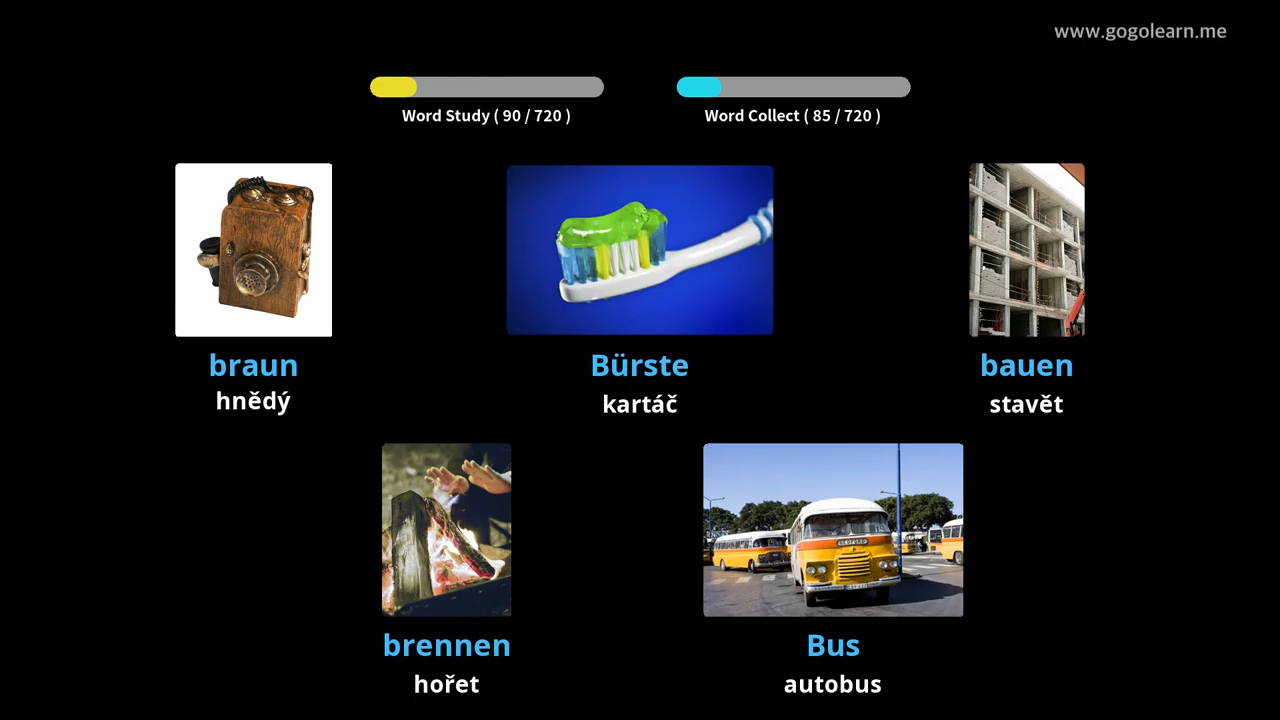 www.gogolearn.me
Word Study ( 90 / 720 )
Word Collect ( 85 / 720 )
braun
hnědý
Bürste
kartáč
bauen
stavět
BEDFORD
brennen
hořet
Bus
autobus